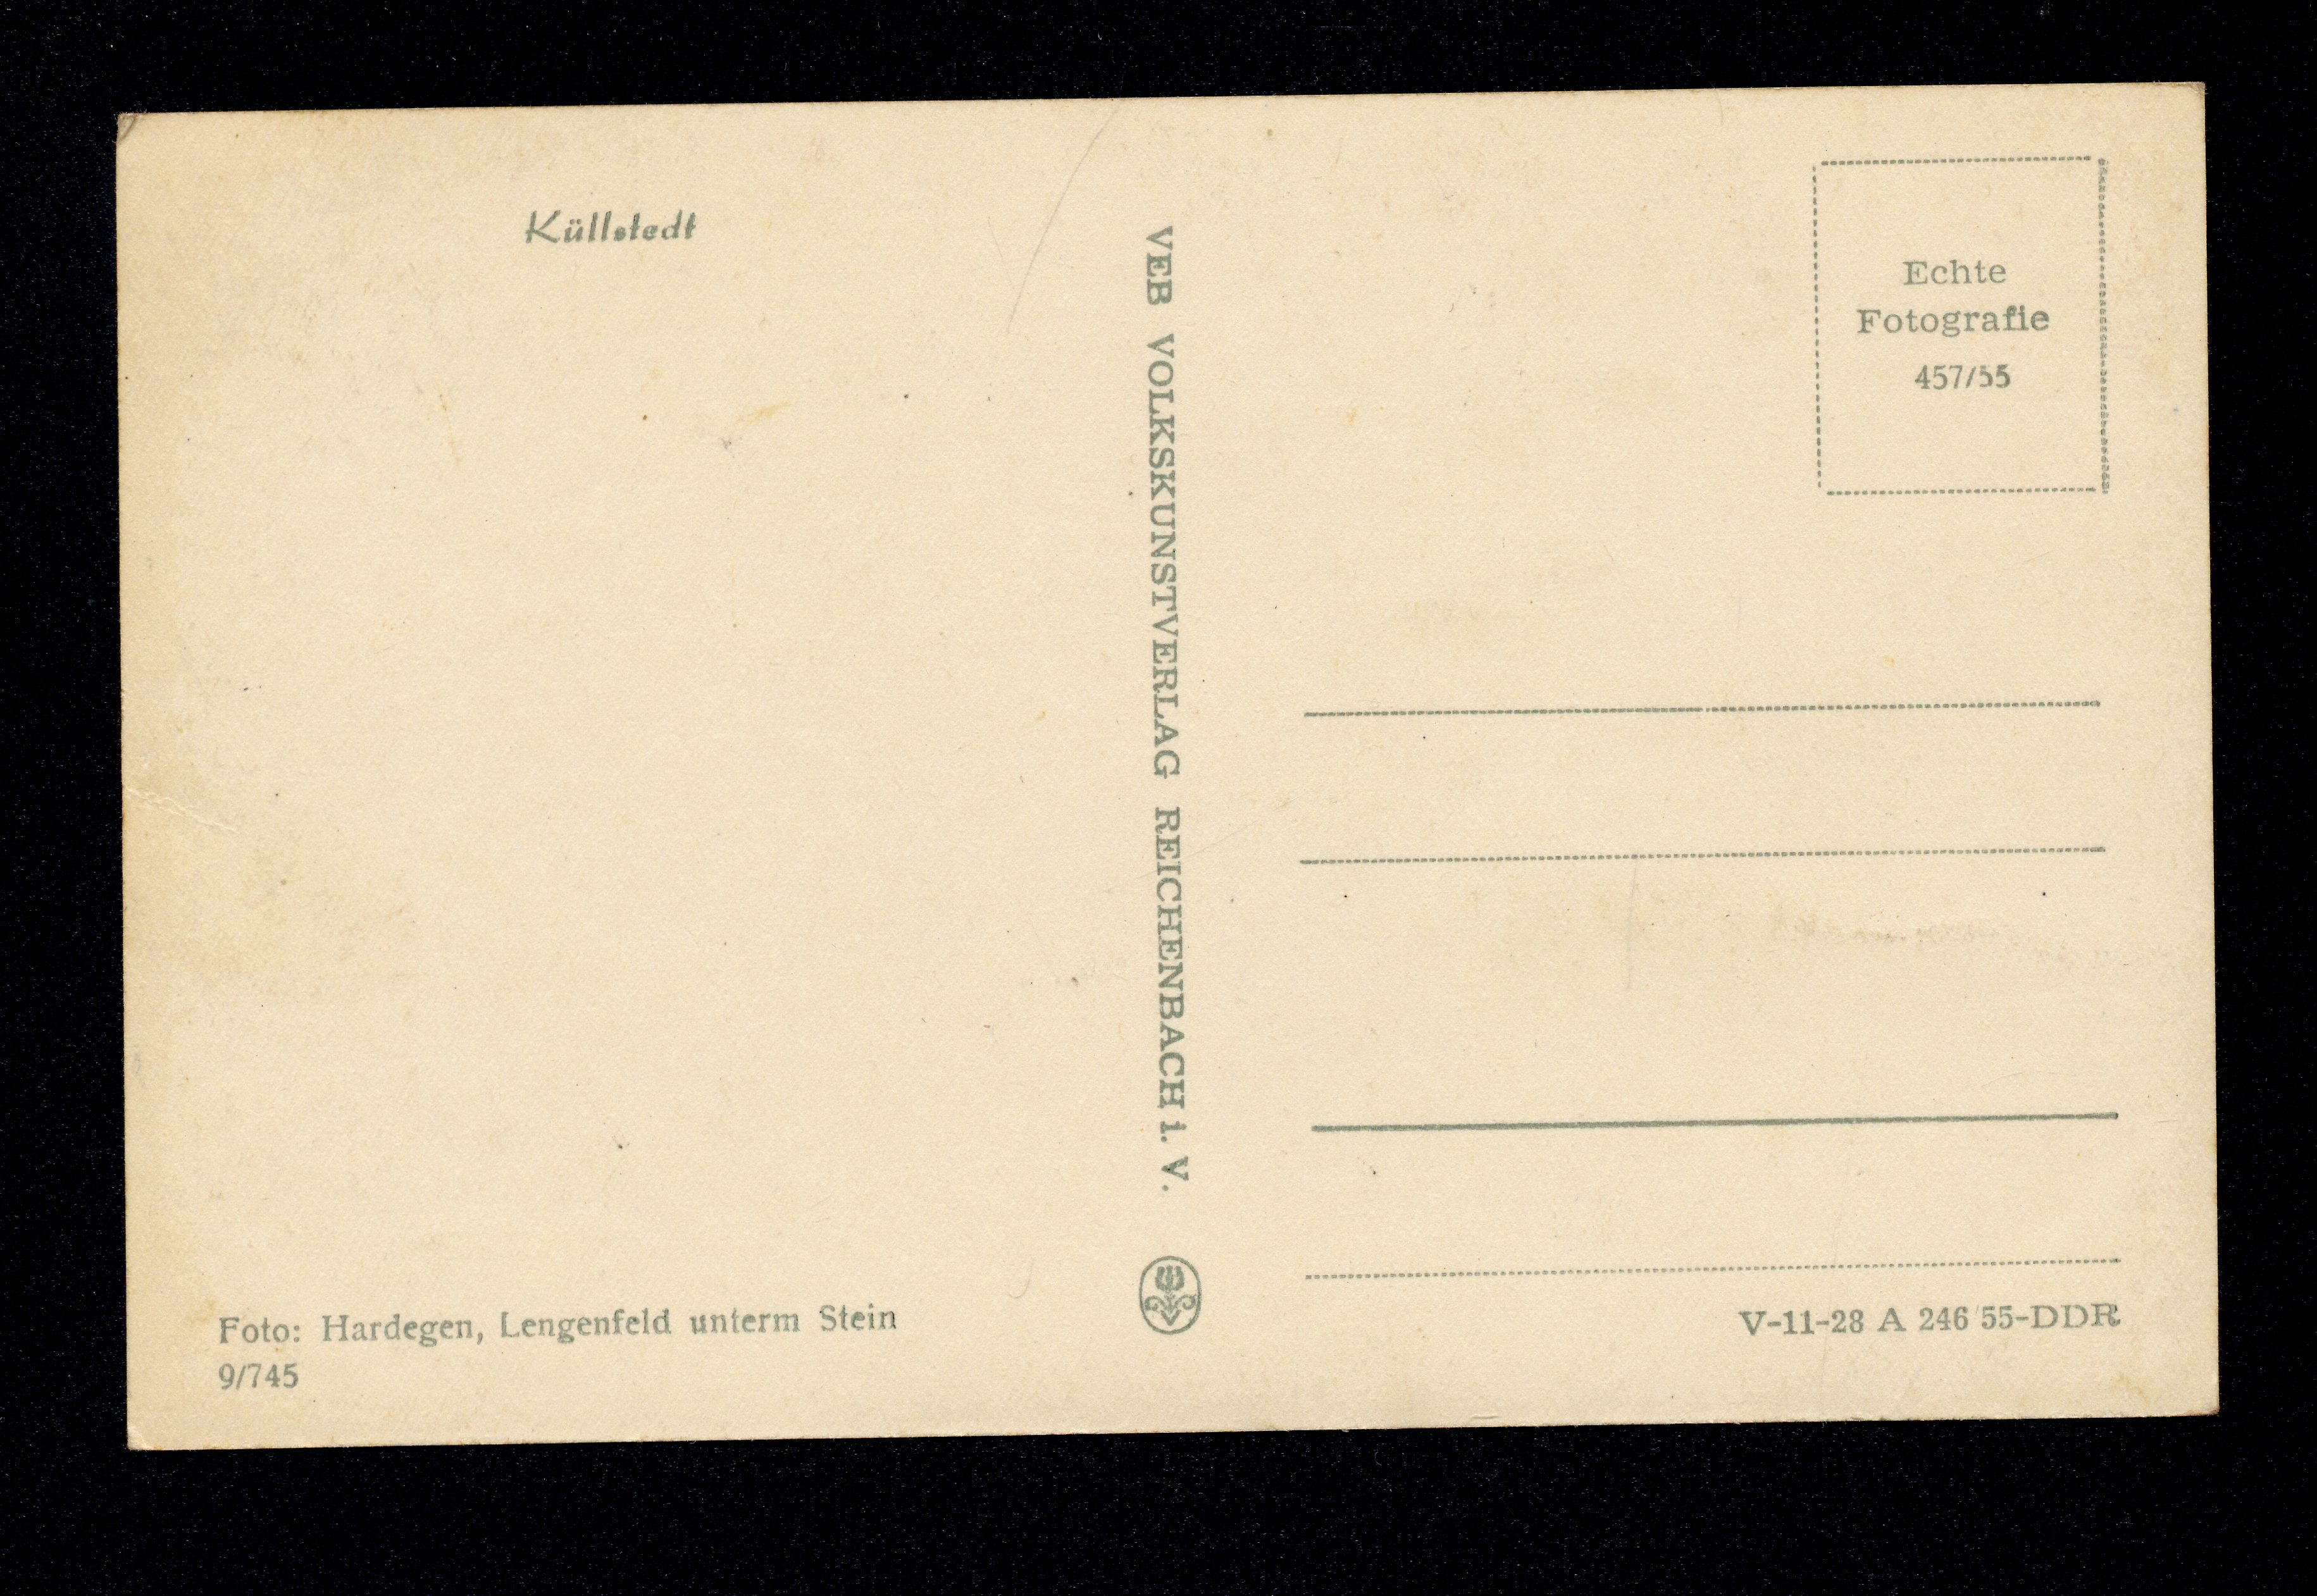 Küllstedt
Echte
Fotografie
457/55
VEB VOLKSKUNSTVERLAG REICHENBACH i. V.
Foto: Hardegen, Lengenfeld unterm Stein
9/745
V-11-28 A 246/55-DDR